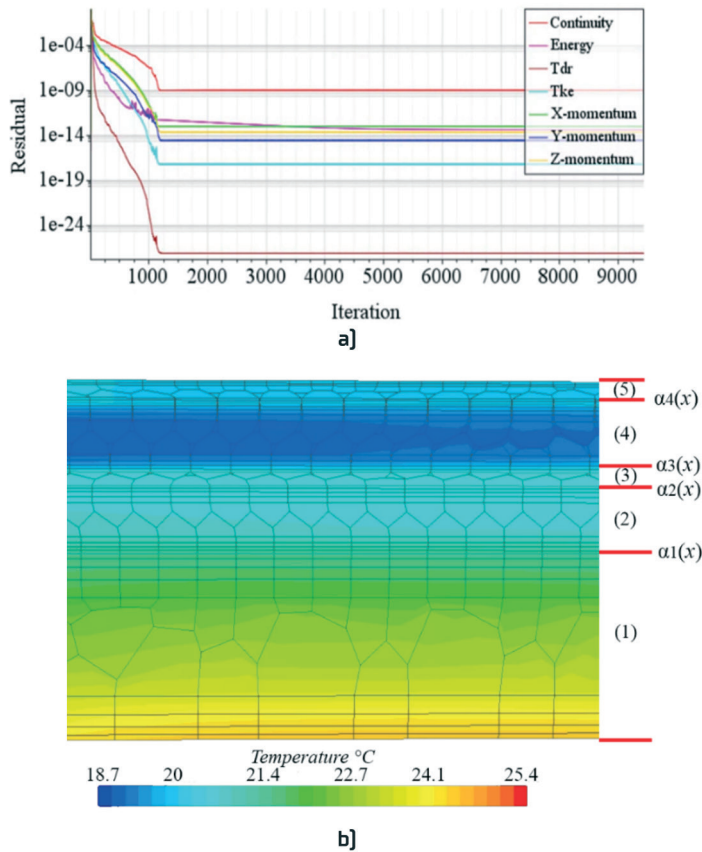 Residual
1e-04
1e-09
1e-14
1e-19
1e-24
Continuity
Energy
Tdr
Tke
X-momentum
Y-momentum
Z-momentum
1000 2000 3000 4000 5000 6000 7000 8000 9000
Iteration
a)
(5)
α4(x)
(4)
α3(x)
(3)
α2(x)
(2)
α1(x)
(1)
Temperature °C
18.7 20 21.4 22.7 24.1 25.4
b)